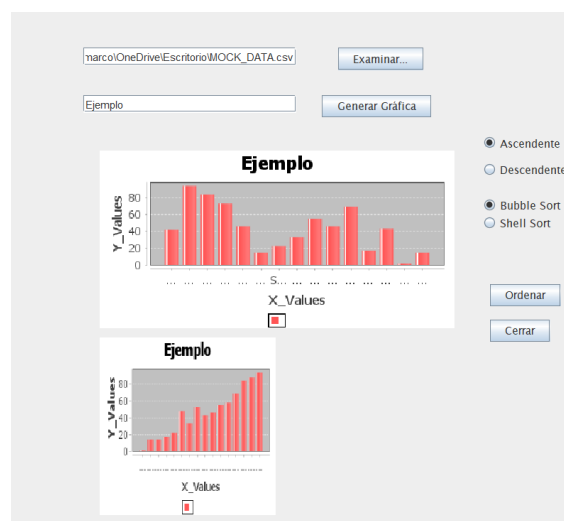 marco\OneDrive\Escritorio\MOCK_DATA.csv
Examinar...
Ejemplo
Generar Gráfica
Ascendente
Descendente
Bubble Sort
Shell Sort
Ejemplo
Y_Values
80
60
40
20
0
... ... ... ... ... ... S... ... ... ... ... ... ... ... ...
X_Values
Ordenar
Cerrar
Ejemplo
Y_Values
80
60
40
20
0
X_Values